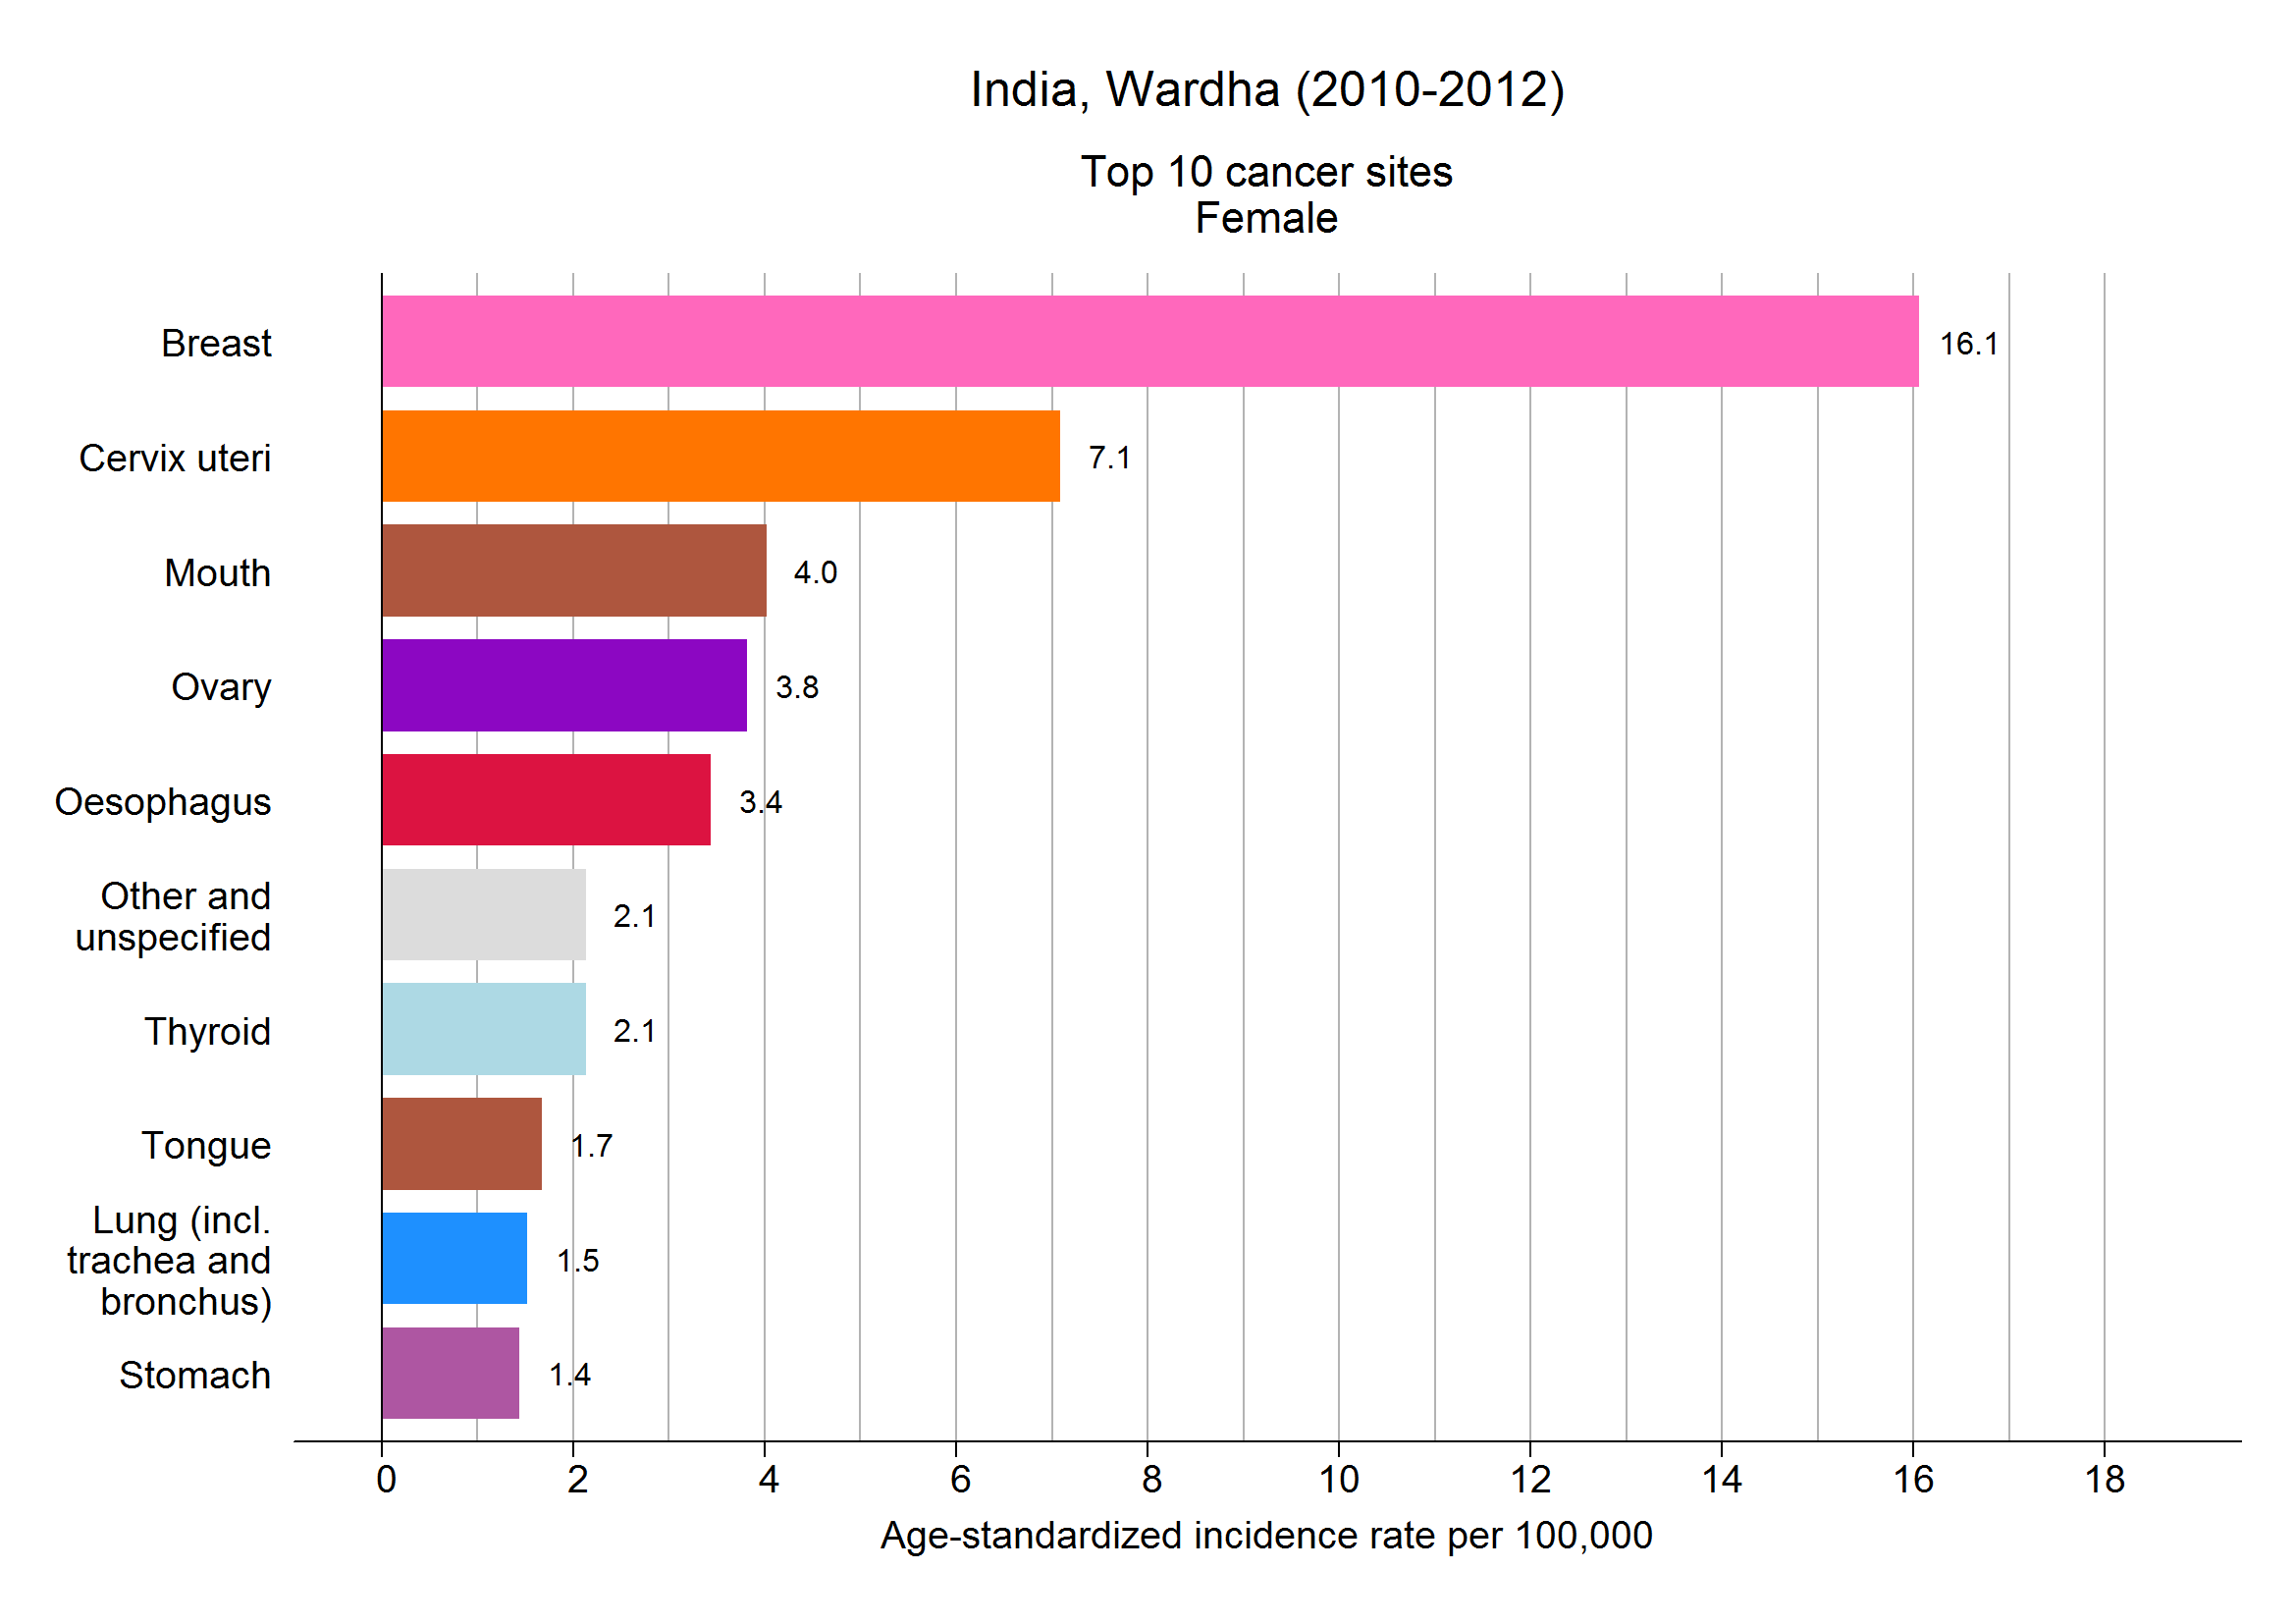 India, Wardha (2010-2012)
Top 10 cancer sites
Female
Breast
16.1
Cervix uteri
7.1
Mouth
4.0
Ovary
3.8
Oesophagus
3.4
Other and
unspecified
2.1
Thyroid
2.1
Tongue
1.7
Lung (incl.
trachea and
bronchus)
1.5
Stomach
1.4
0 2 4 6 8 10 12 14 16 18
Age-standardized incidence rate per 100,000